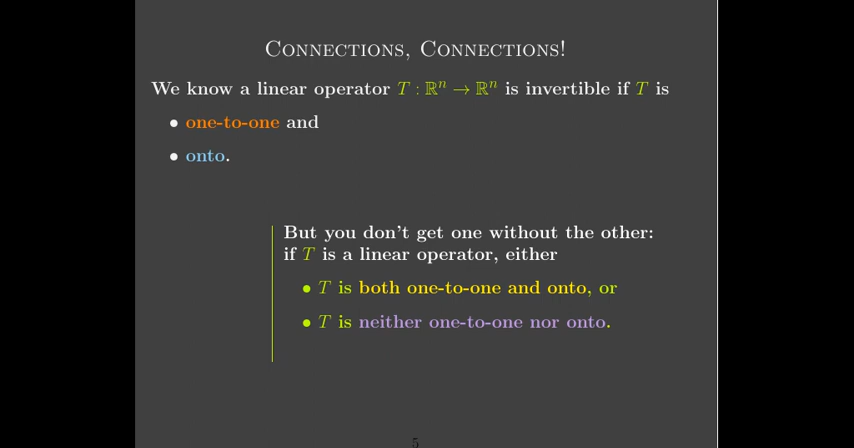 Connections, Connections!
We know a linear operator T : ℝⁿ → ℝⁿ is invertible if T is
• one-to-one and
• onto.
But you don't get one without the other:
if T is a linear operator, either
• T is both one-to-one and onto, or
• T is neither one-to-one nor onto.
5